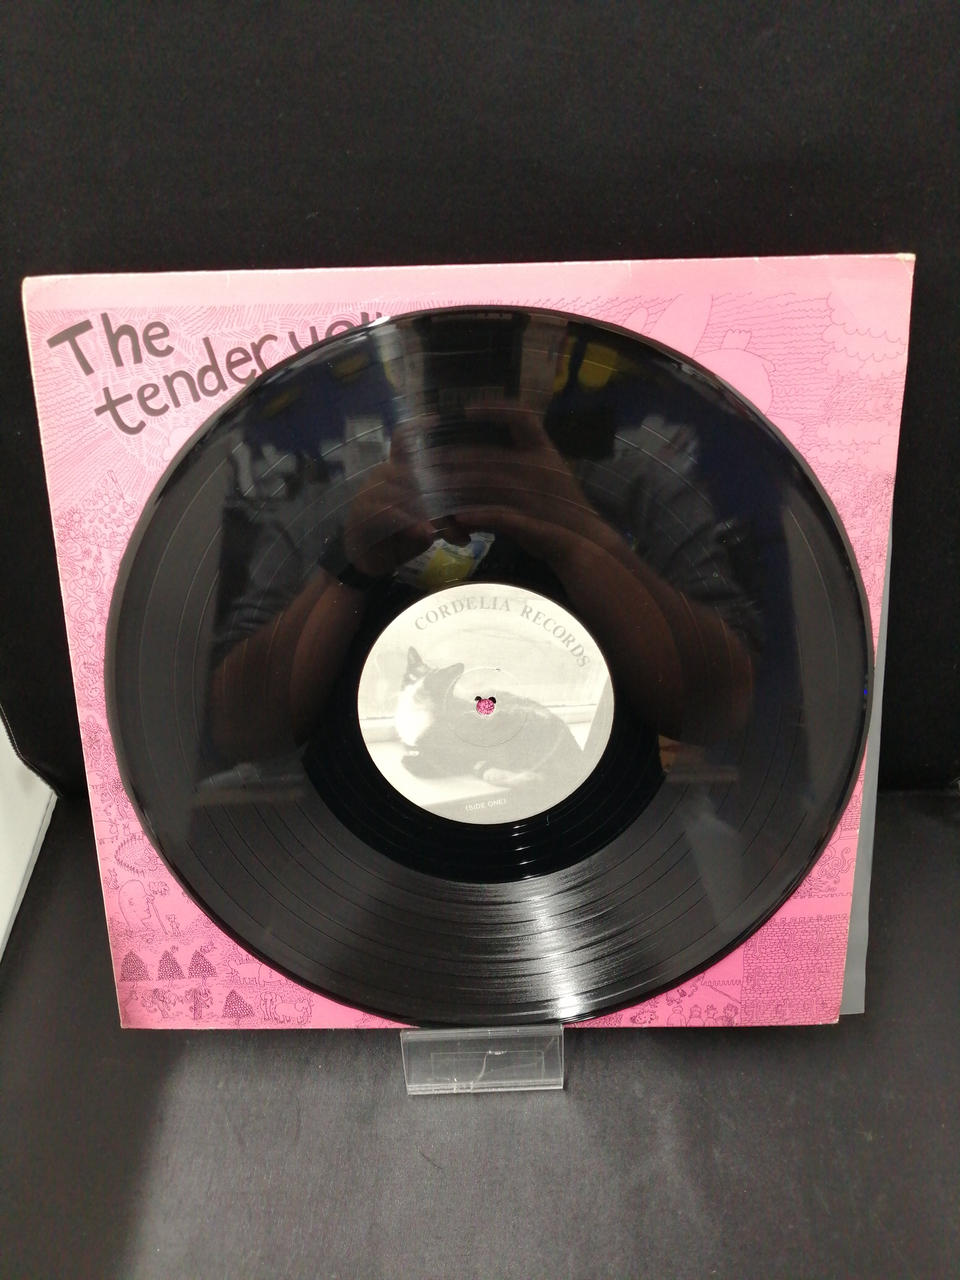 The
tender
CORDELIA RECORDS
(SIDE ONE)